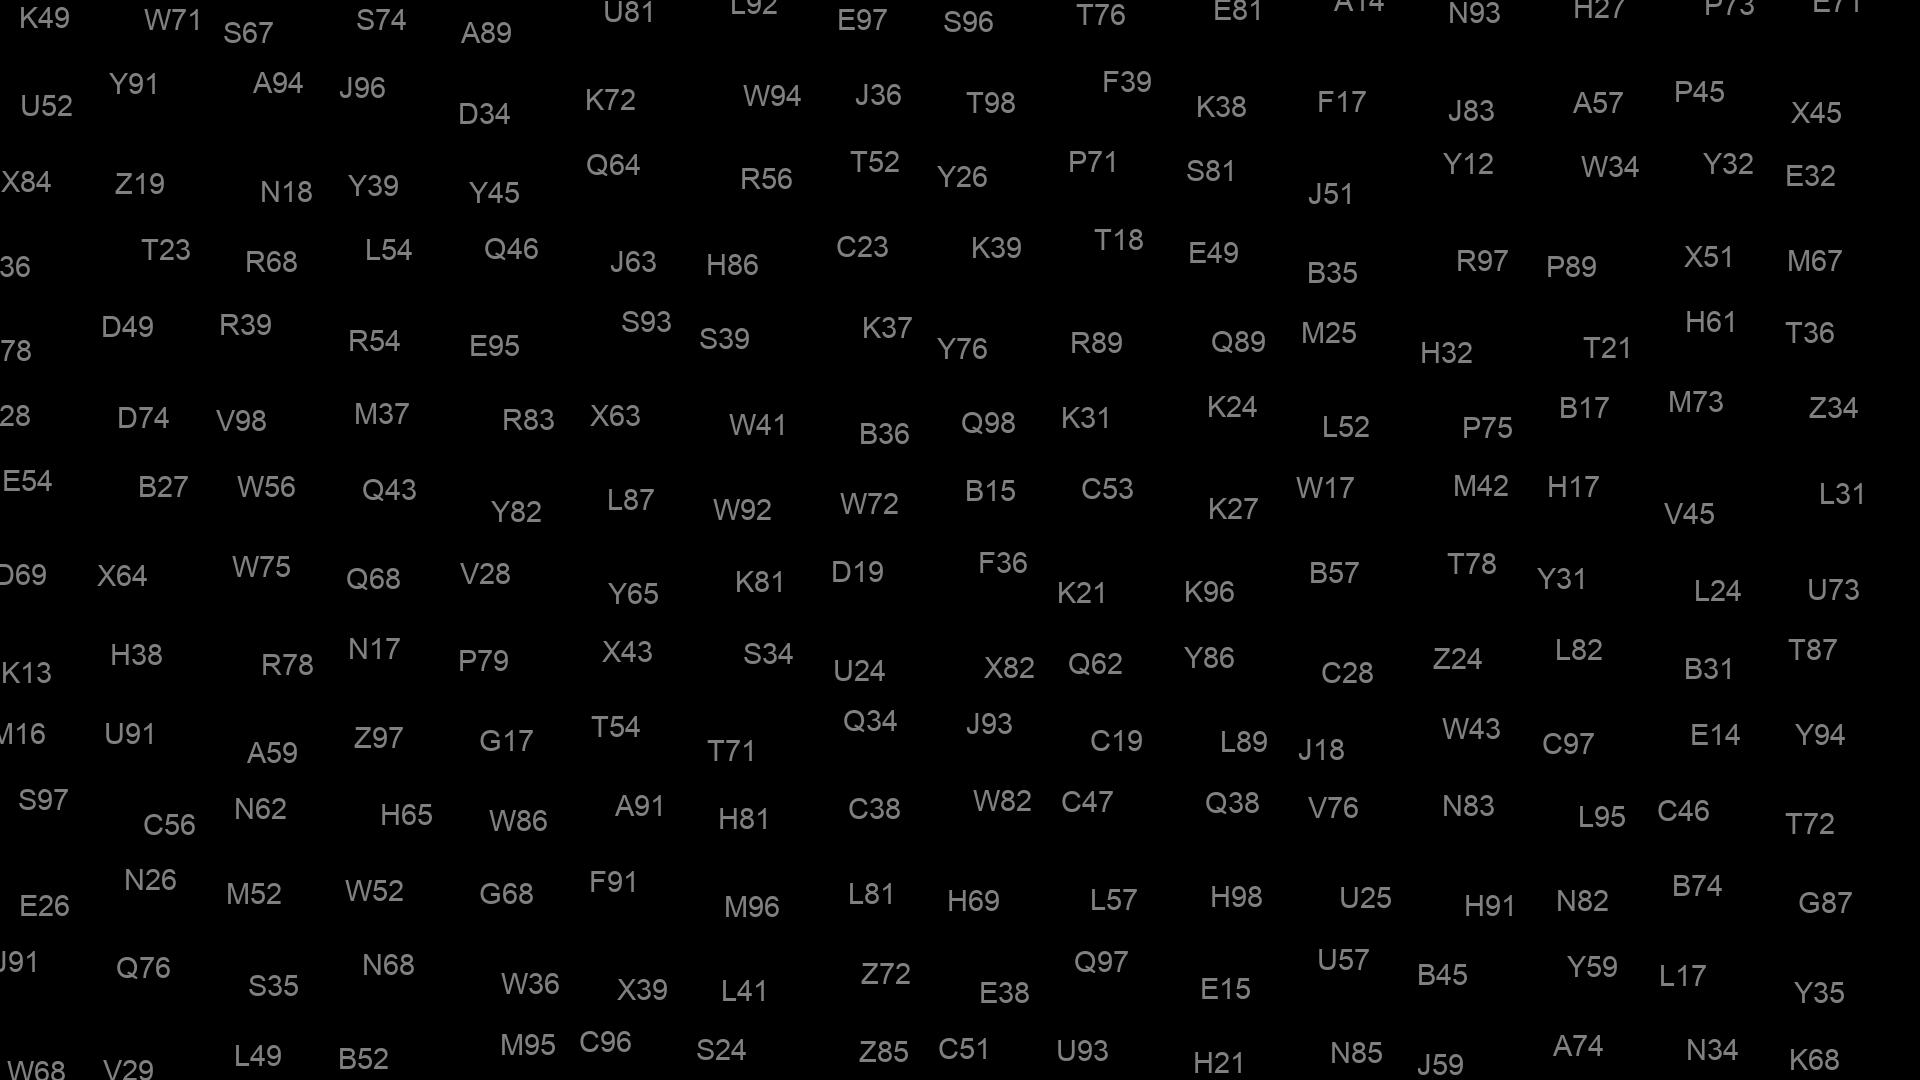 K49 W71 S67 S74 A89 U81 L92 E97 S96 T76 E81 A14 N93 H27 P73 E71
U52 Y91 A94 J96 D34 K72 W94 J36 T98 F39 K38 F17 J83 A57 P45 X45
X84 Z19 N18 Y39 Y45 Q64 R56 T52 Y26 P71 S81 J51 Y12 W34 Y32 E32
36 T23 R68 L54 Q46 J63 H86 C23 K39 T18 E49 B35 R97 P89 X51 M67
78 D49 R39 R54 E95 S93 S39 K37 Y76 R89 Q89 M25 H32 T21 H61 T36
28 D74 V98 M37 R83 X63 W41 B36 Q98 K31 K24 L52 P75 B17 M73 Z34
E54 B27 W56 Q43 Y82 L87 W92 W72 B15 C53 K27 W17 M42 H17 V45 L31
D69 X64 W75 Q68 V28 Y65 K81 D19 F36 K21 K96 B57 T78 Y31 L24 U73
K13 H38 R78 N17 P79 X43 S34 U24 X82 Q62 Y86 C28 Z24 L82 B31 T87
M16 U91 A59 Z97 G17 T54 T71 Q34 J93 C19 L89 J18 W43 C97 E14 Y94
S97 C56 N62 H65 W86 A91 H81 C38 W82 C47 Q38 V76 N83 L95 C46 T72
E26 N26 M52 W52 G68 F91 M96 L81 H69 L57 H98 U25 H91 N82 B74 G87
J91 Q76 S35 N68 W36 X39 L41 Z72 E38 Q97 E15 U57 B45 Y59 L17 Y35
W68 V29 L49 B52 M95 C96 S24 Z85 C51 U93 H21 N85 J59 A74 N34 K68